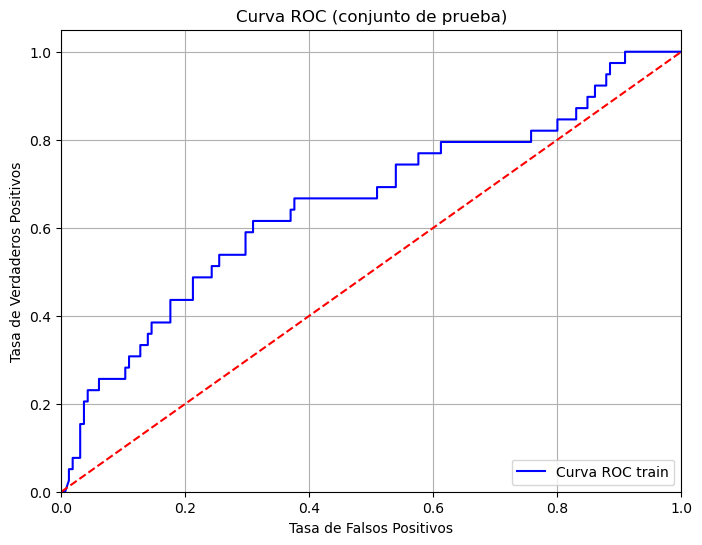 Curva ROC (conjunto de prueba)
Tasa de Verdaderos Positivos
1.0
0.8
0.6
0.4
0.2
0.0
0.0 0.2 0.4 0.6 0.8 1.0
Tasa de Falsos Positivos
Curva ROC train